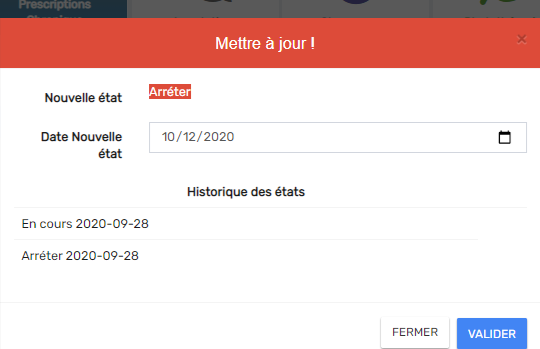 Prescriptions
Mettre à jour !
×
Nouvelle état
Arréter
Date Nouvelle
état
10/12/2020
Historique des états
En cours 2020-09-28
Arréter 2020-09-28
FERMER
VALIDER